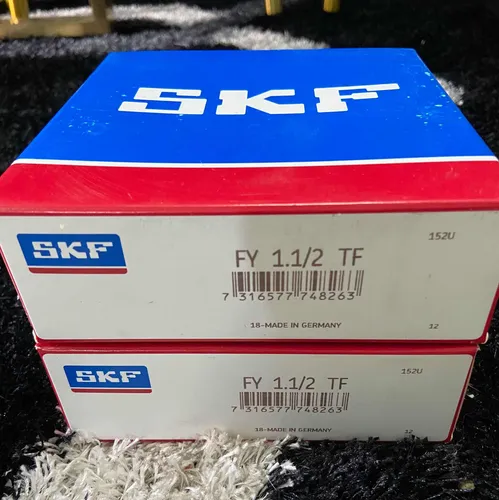 SKF
SKF
152U
FY 1.1/2 TF
7 316577 748263
18-MADE IN GERMANY
12
SKF
152U
FY 1.1/2 TF
7 316577 748263
18-MADE IN GERMANY
12